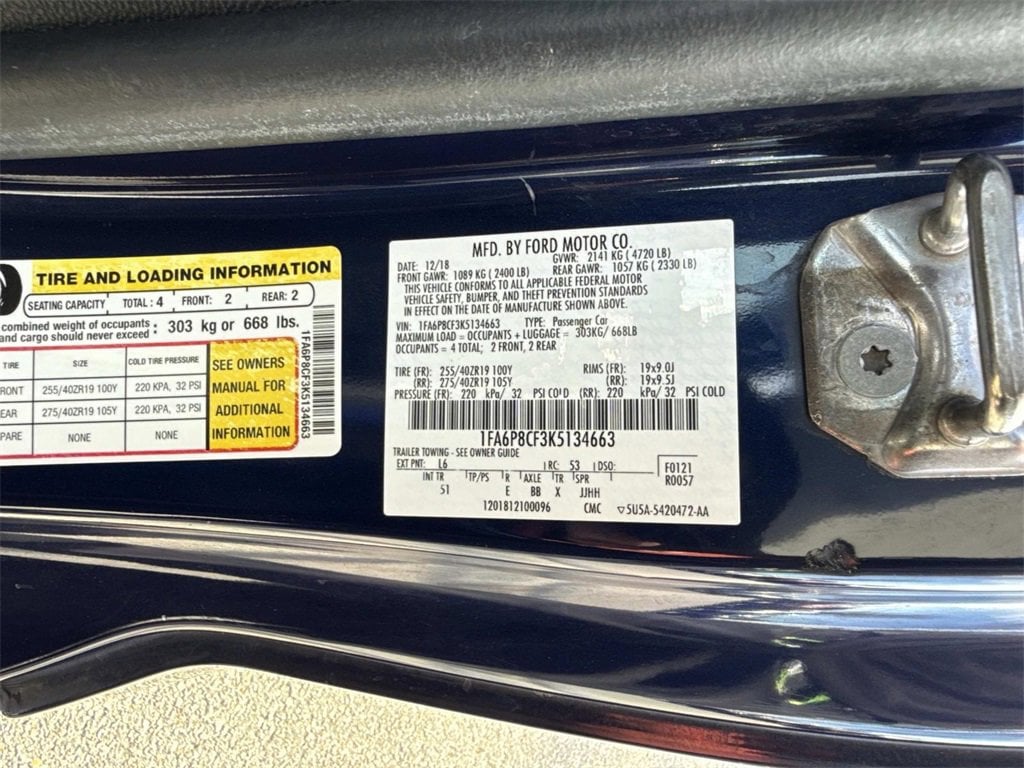 TIRE AND LOADING INFORMATION
SEATING CAPACITY TOTAL: 4 FRONT: 2 REAR: 2
combined weight of occupants and cargo should never exceed : 303 kg or 668 lbs.
TIRE SIZE COLD TIRE PRESSURE
RONT 255/40ZR19 100Y 220 KPA, 32 PSI
EAR 275/40ZR19 105Y 220 KPA, 32 PSI
PARE NONE NONE
SEE OWNERS
MANUAL FOR
ADDITIONAL
INFORMATION
1FA6P8CF3K5134663
MFD. BY FORD MOTOR CO.
DATE: 12/18 GVWR: 2141 KG ( 4720 LB)
FRONT GAWR: 1089 KG ( 2400 LB) REAR GAWR: 1057 KG ( 2330 LB)
THIS VEHICLE CONFORMS TO ALL APPLICABLE FEDERAL MOTOR
VEHICLE SAFETY, BUMPER, AND THEFT PREVENTION STANDARDS
IN EFFECT ON THE DATE OF MANUFACTURE SHOWN ABOVE.
VIN: 1FA6P8CF3K5134663 TYPE: Passenger Car
MAXIMUM LOAD = OCCUPANTS + LUGGAGE = 303KG/ 668LB
OCCUPANTS = 4 TOTAL; 2 FRONT, 2 REAR
TIRE (FR): 255/40ZR19 100Y RIMS (FR): 19x9.0J
(RR): 275/40ZR19 105Y (RR): 19x9.5J
PRESSURE (FR): 220 kPa/ 32 PSI COLD (RR): 220 kPa/ 32 PSI COLD
1FA6P8CF3K5134663
TRAILER TOWING - SEE OWNER GUIDE
EXT PNT: L6 RC: 53 DSO: F0121
INT TR TP/PS R AXLE TR SPR R0057
51 E BB X JJHH
1201812100096 CMC ▽5U5A-5420472-AA